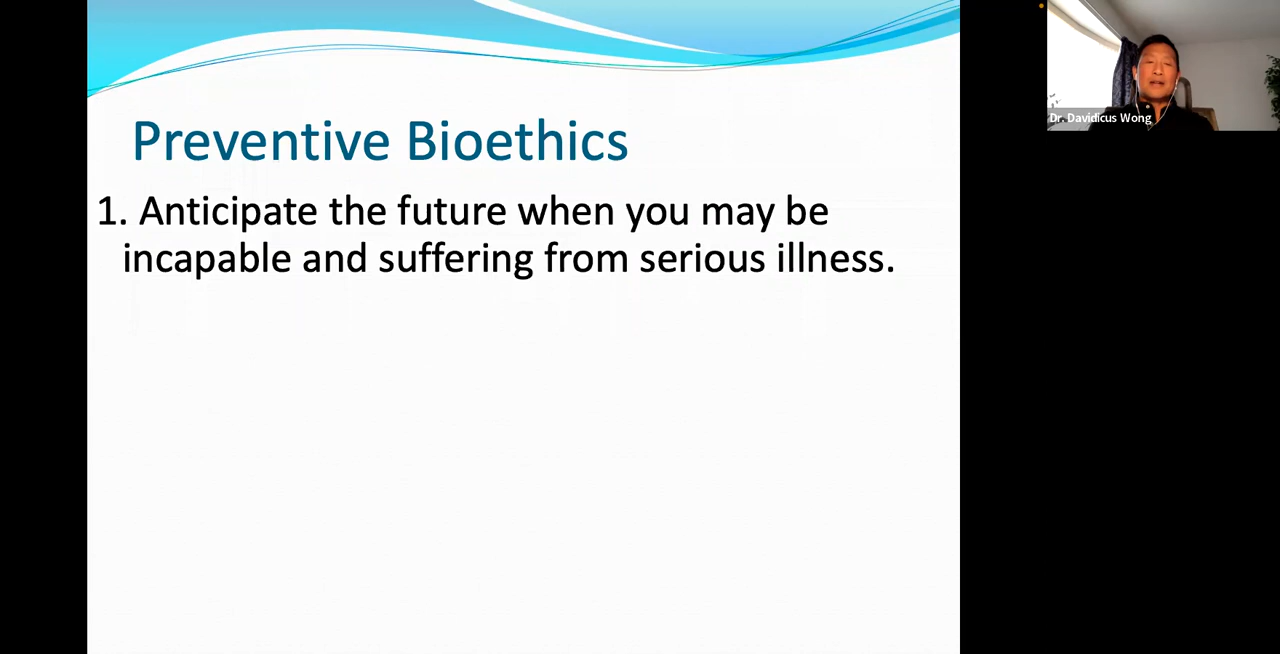 Preventive Bioethics
1. Anticipate the future when you may be
incapable and suffering from serious illness.
Dr. Davidicus Wong